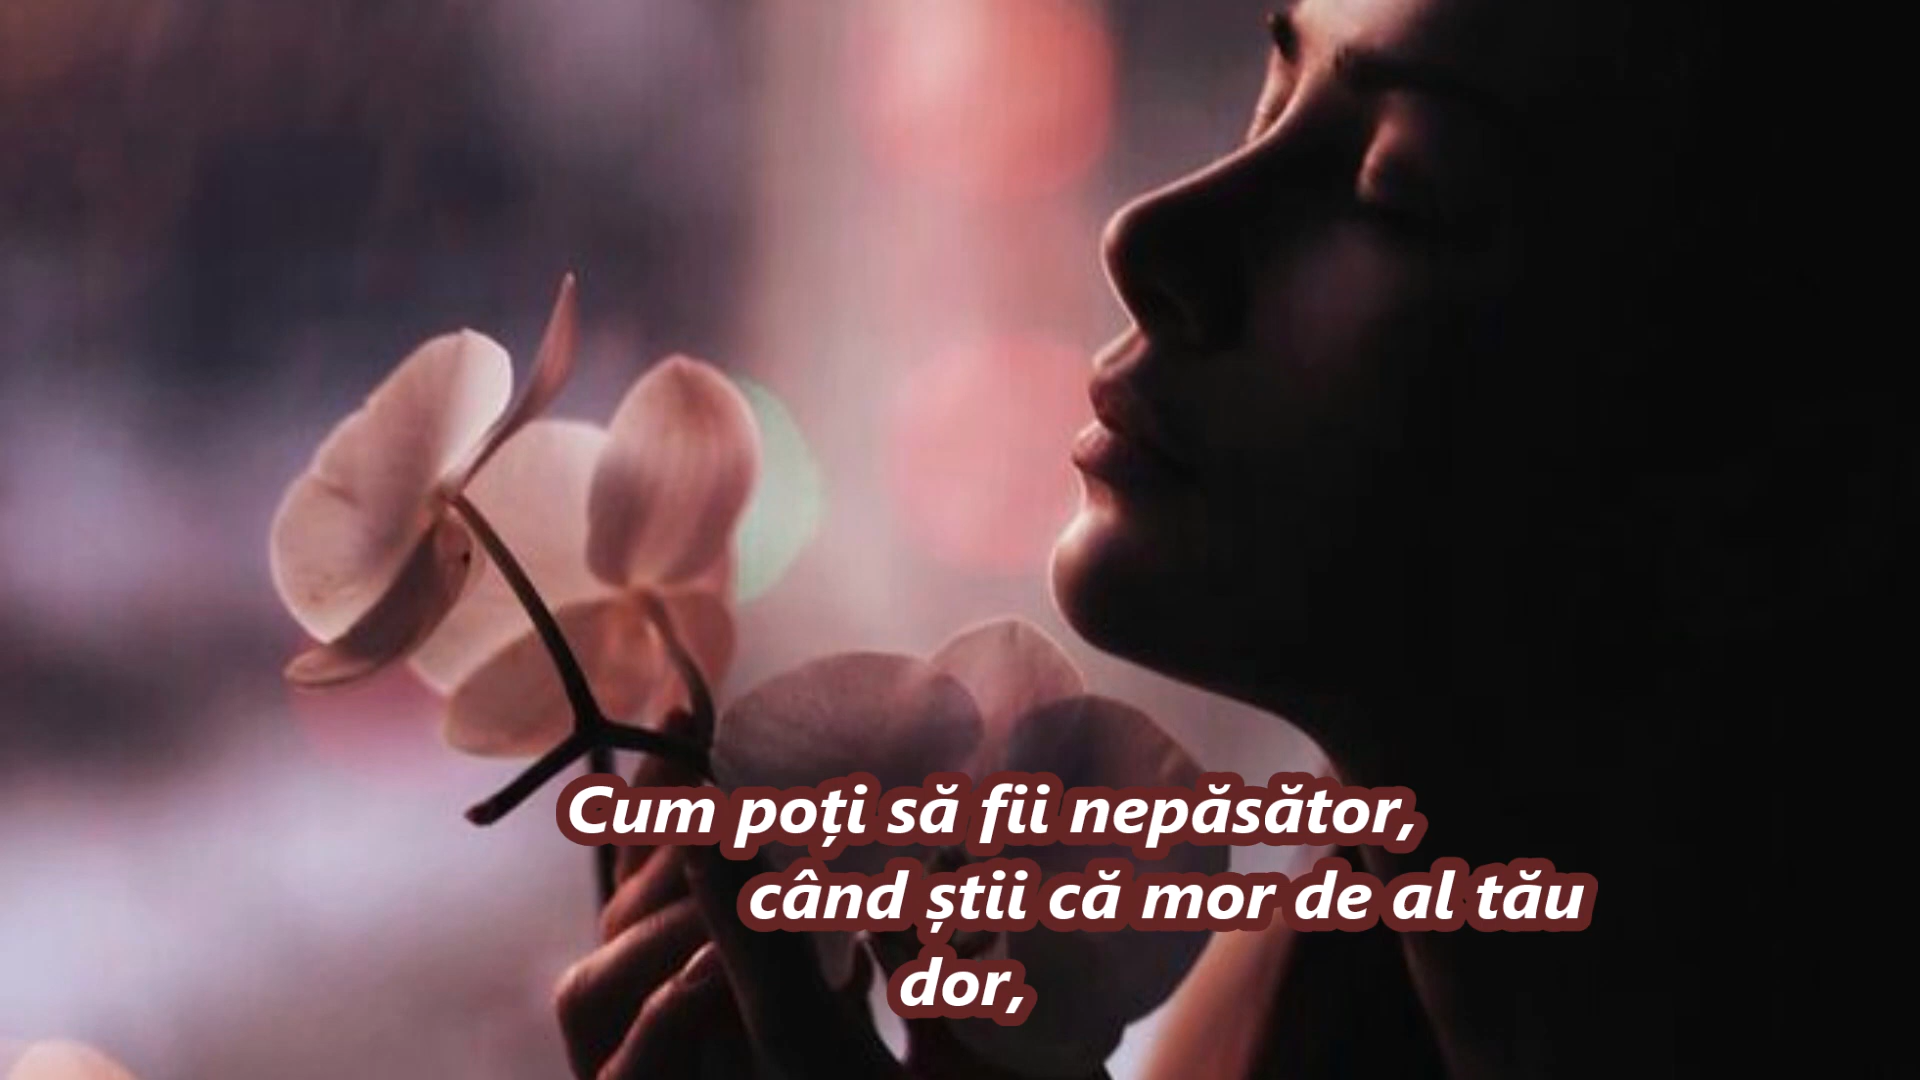 Cum poți să fii nepăsător,
când știi că mor de al tău
dor,